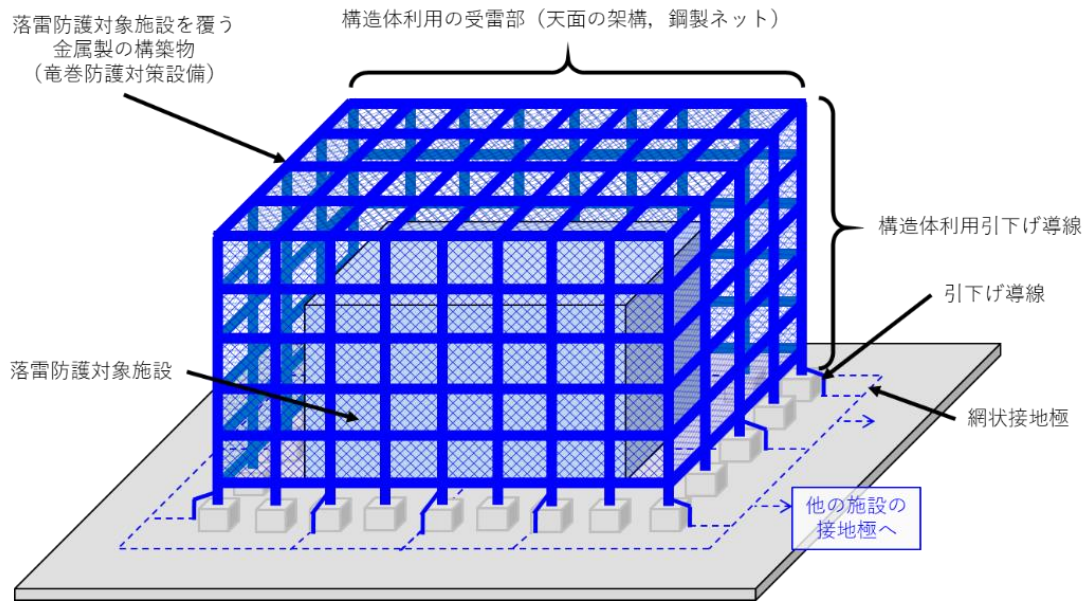 落雷防護対象施設を覆う
金属製の構築物
（竜巻防護対策設備）
構造体利用の受雷部（天面の架構，鋼製ネット）
構造体利用引下げ導線
引下げ導線
落雷防護対象施設
網状接地極
他の施設の
接地極へ